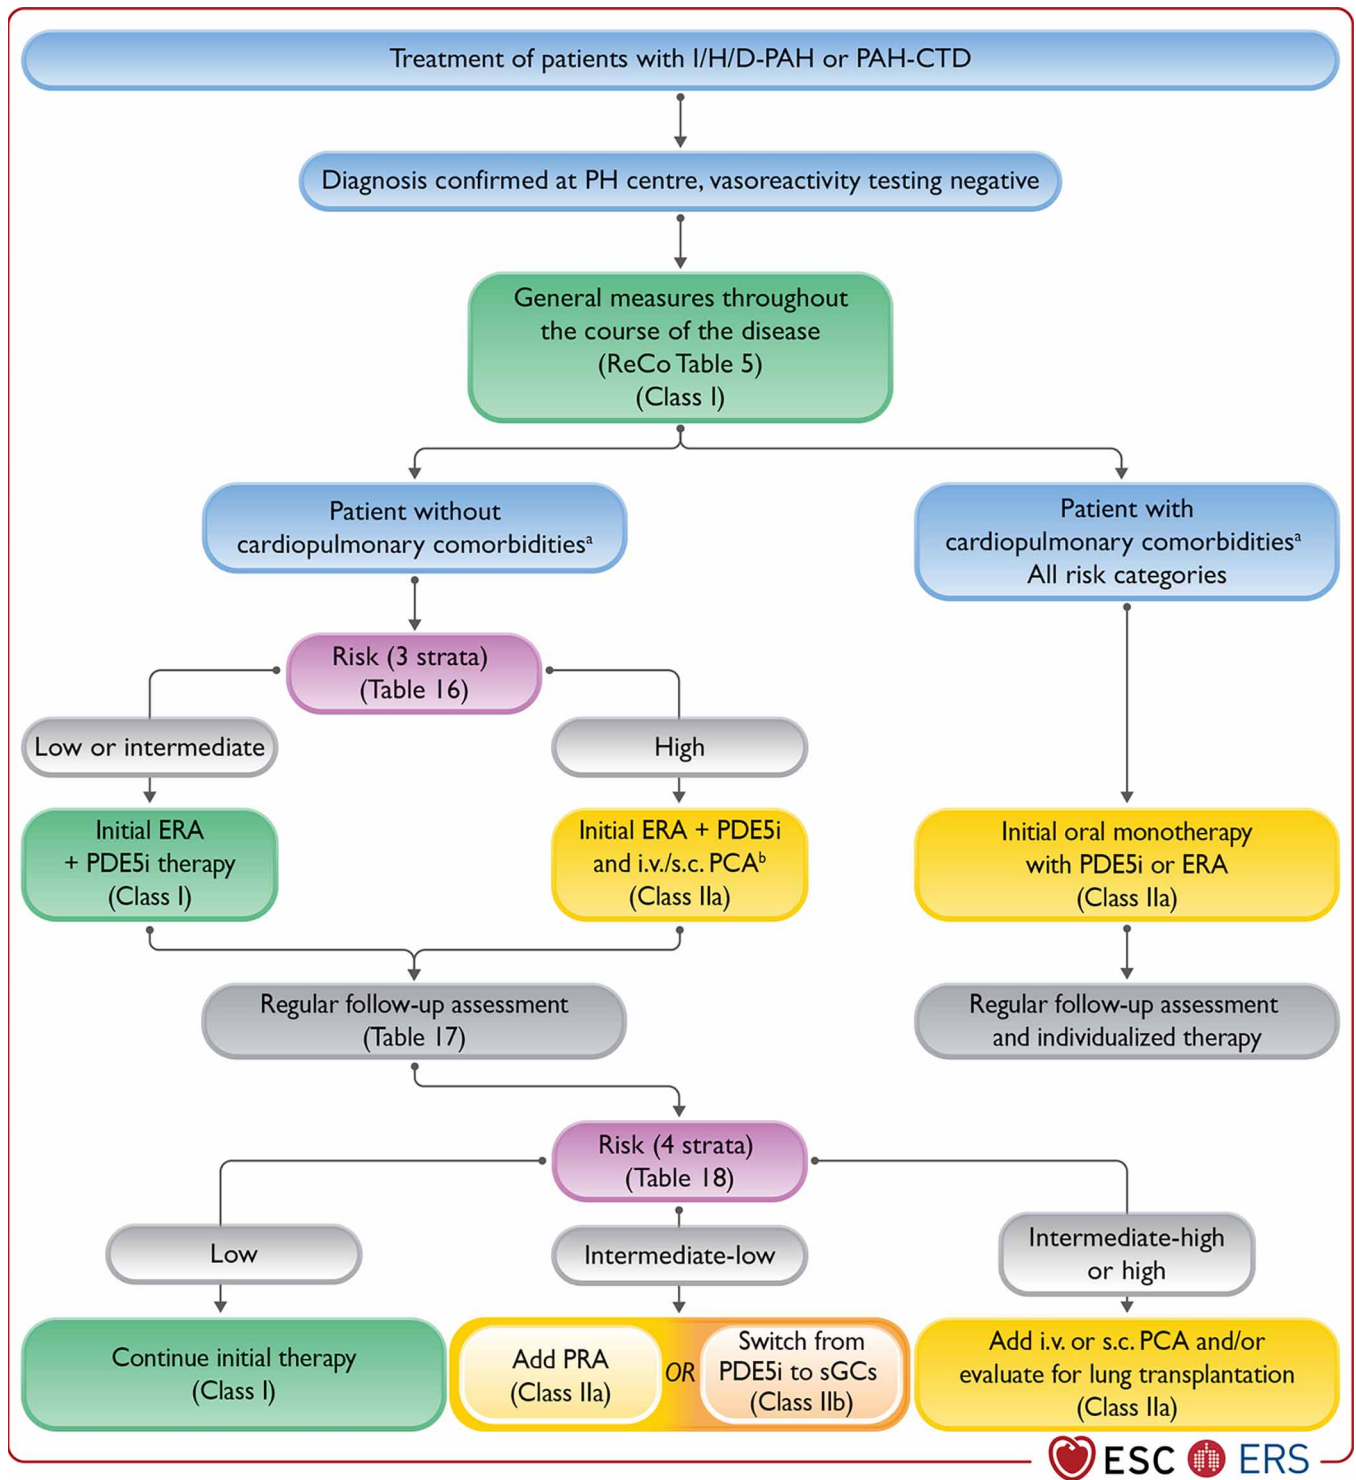 Treatment of patients with I/H/D-PAH or PAH-CTD
Diagnosis confirmed at PH centre, vasoreactivity testing negative
General measures throughout
the course of the disease
(ReCo Table 5)
(Class I)
Patient without
cardiopulmonary comorbiditiesᵃ
Patient with
cardiopulmonary comorbiditiesᵃ
All risk categories
Risk (3 strata)
(Table 16)
Low or intermediate
High
Initial ERA
+ PDE5i therapy
(Class I)
Initial ERA + PDE5i
and i.v./s.c. PCAᵇ
(Class IIa)
Initial oral monotherapy
with PDE5i or ERA
(Class IIa)
Regular follow-up assessment
(Table 17)
Regular follow-up assessment
and individualized therapy
Risk (4 strata)
(Table 18)
Low
Intermediate-low
Intermediate-high
or high
Continue initial therapy
(Class I)
Add PRA
(Class IIa)
OR
Switch from
PDE5i to sGCs
(Class IIb)
Add i.v. or s.c. PCA and/or
evaluate for lung transplantation
(Class IIa)
ESC ERS